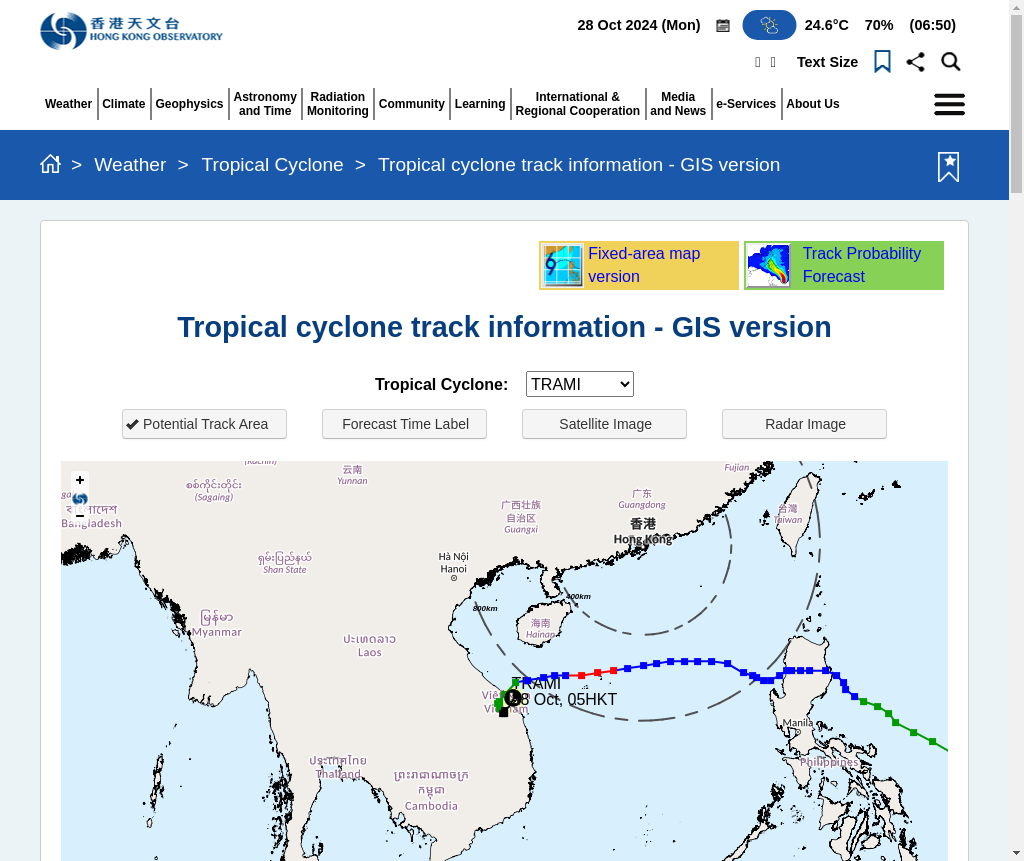 香港天文台
HONG KONG OBSERVATORY
28 Oct 2024 (Mon)
24.6°C 70% (06:50)
Text Size
Weather
Climate
Geophysics
Astronomy
and Time
Radiation
Monitoring
Community
Learning
International &
Regional Cooperation
Media
and News
e-Services
About Us
> Weather > Tropical Cyclone > Tropical cyclone track information - GIS version
Fixed-area map
version
Track Probability
Forecast
Tropical cyclone track information - GIS version
Tropical Cyclone: TRAMI
Potential Track Area
Forecast Time Label
Satellite Image
Radar Image
+
−
(Kachin)
云南
Yunnan
Fujian
စစ်ကိုင်းတိုင်း
(Sagaing)
Bangladesh
广西壮族
自治区
Guangxi
广东
Guangdong
香港
Hong Kong
台灣
Taiwan
ရှမ်းပြည်နယ်
Shan State
Hà Nội
Hanoi
800km
400km
海南
Hainan
မြန်မာ
Myanmar
ປະເທດລາວ
Laos
TRAMI
28 Oct, 05HKT
Manila
Philippines
ประเทศไทย
Thailand
ព្រះរាជាណាចក្រ
កម្ពុជា
Cambodia